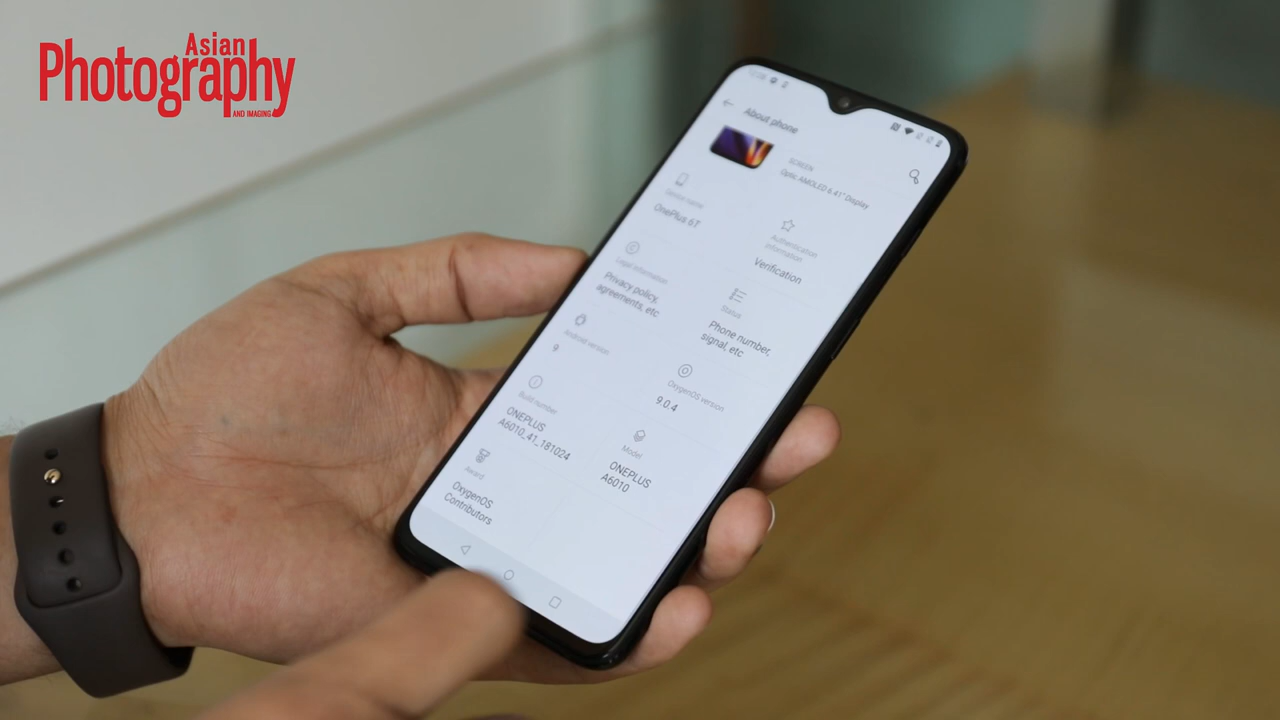 Asian
Photography
AND IMAGING
About phone
SCREEN
Optic AMOLED 6.41" Display
Device name
OnePlus 6T
Authentication
information
Verification
Legal information
Privacy policy,
agreements, etc
Status
Phone number,
signal, etc
Android version
9
OxygenOS version
9.0.4
Build number
ONEPLUS
A6010_41_181024
Model
ONEPLUS
A6010
Award
OxygenOS
Contributors